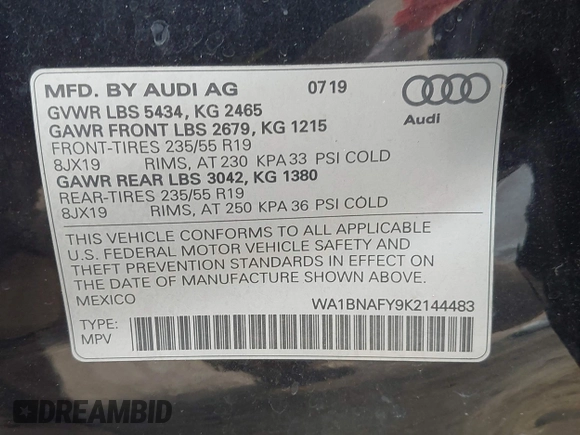 MFD. BY AUDI AG 07 19
GVWR LBS 5434, KG 2465
GAWR FRONT LBS 2679, KG 1215
FRONT-TIRES 235/55 R19
8JX19 RIMS, AT 230 KPA 33 PSI COLD
GAWR REAR LBS 3042, KG 1380
REAR-TIRES 235/55 R19
8JX19 RIMS, AT 250 KPA 36 PSI COLD
Audi
THIS VEHICLE CONFORMS TO ALL APPLICABLE
U.S. FEDERAL MOTOR VEHICLE SAFETY AND
THEFT PREVENTION STANDARDS IN EFFECT ON
THE DATE OF MANUFACTURE SHOWN ABOVE.
MEXICO WA1BNAFY9K2144483
TYPE:
MPV
DREAMBID